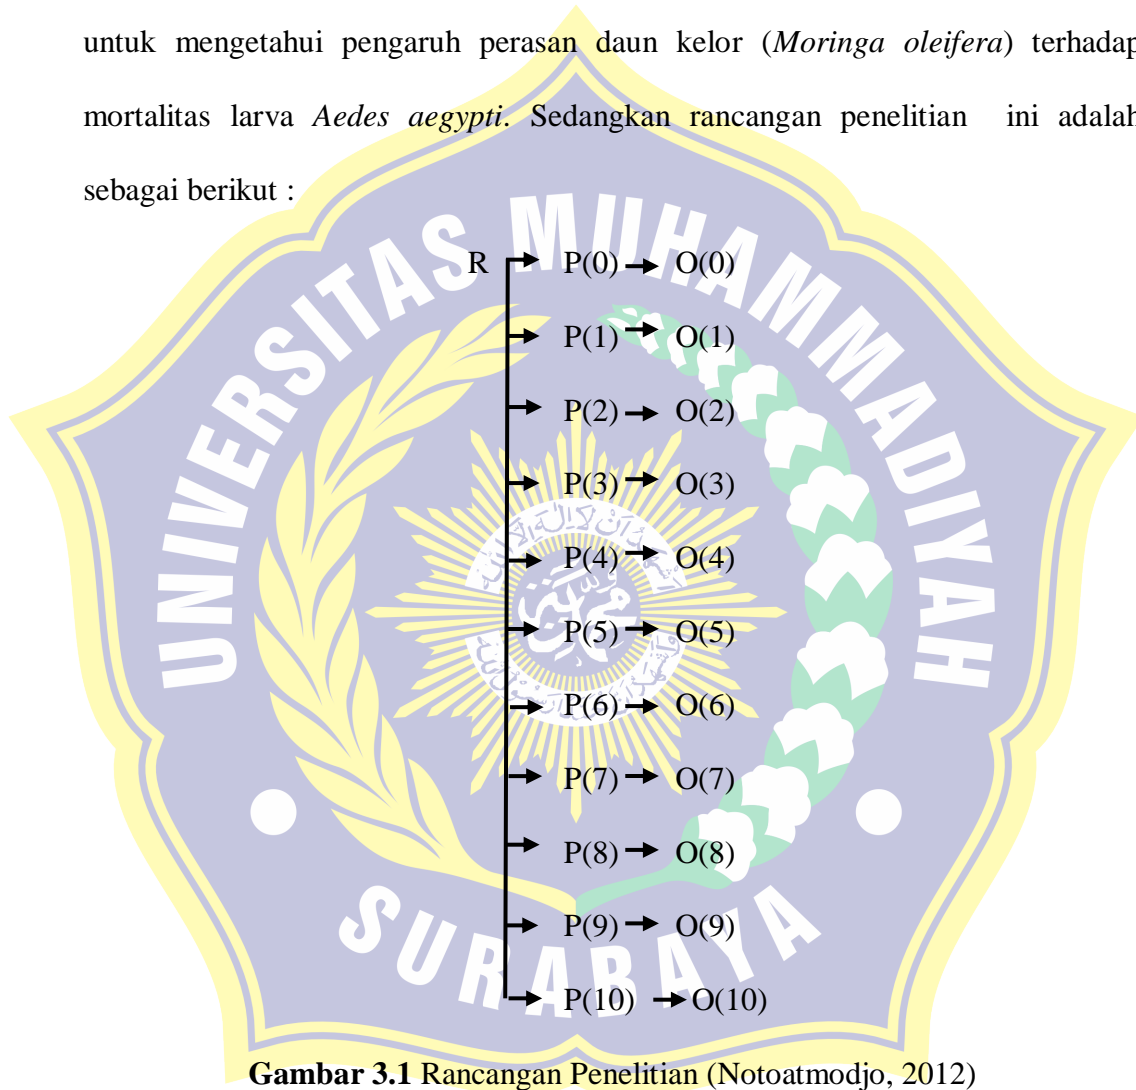 untuk mengetahui pengaruh perasan daun kelor (Moringa oleifera) terhadap
mortalitas larva Aedes aegypti. Sedangkan rancangan penelitian ini adalah
sebagai berikut :
UNIVERSITAS MUHAMMADIYAH
R P(0) O(0)
P(1) O(1)
P(2) O(2)
P(3) O(3)
P(4) O(4)
P(5) O(5)
P(6) O(6)
P(7) O(7)
P(8) O(8)
P(9) O(9)
P(10) O(10)
SURABAYA
Gambar 3.1 Rancangan Penelitian (Notoatmodjo, 2012)